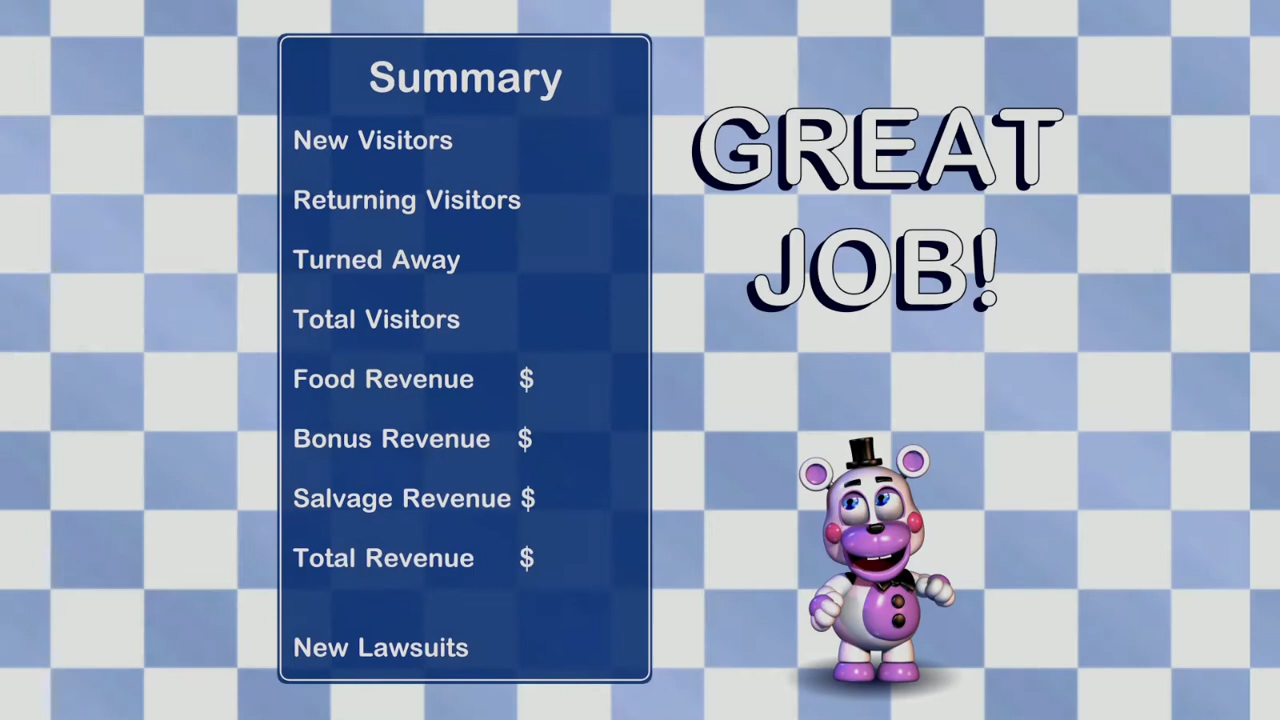 Summary
New Visitors
Returning Visitors
Turned Away
Total Visitors
Food Revenue $
Bonus Revenue $
Salvage Revenue $
Total Revenue $
New Lawsuits
GREAT
JOB!